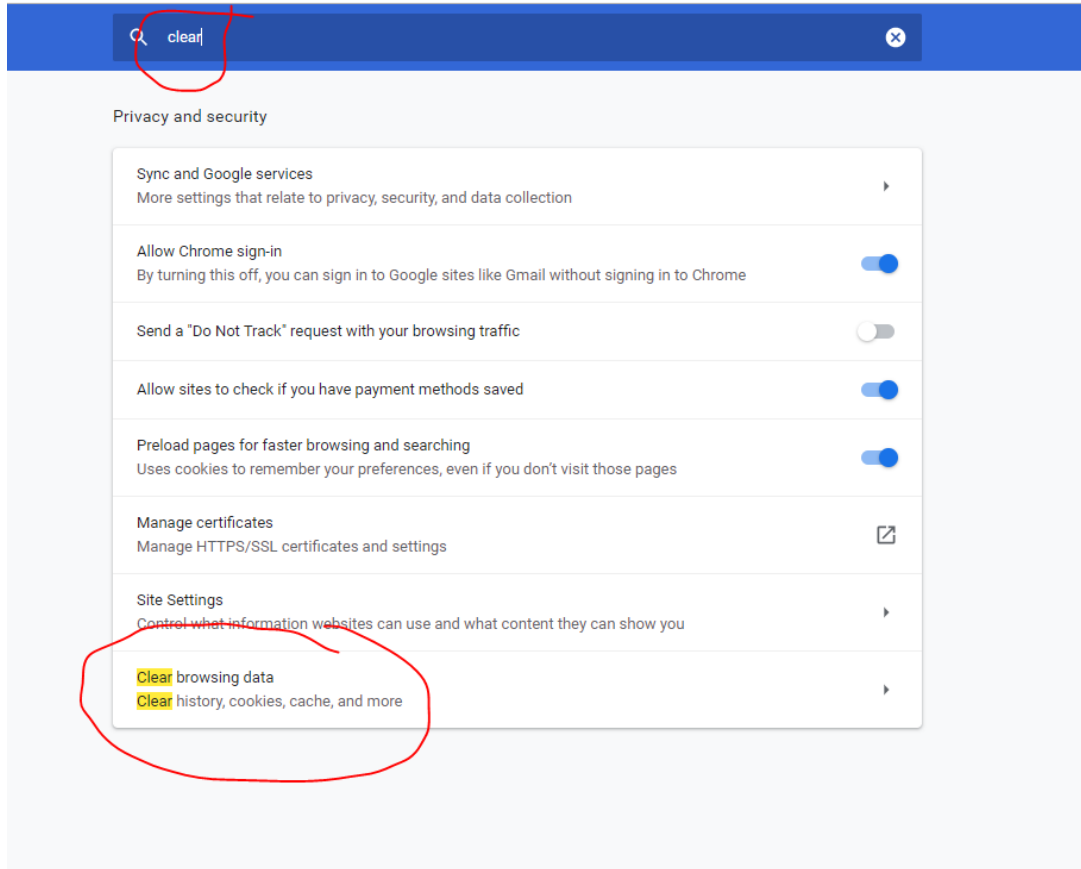 clear
Privacy and security
Sync and Google services
More settings that relate to privacy, security, and data collection
Allow Chrome sign-in
By turning this off, you can sign in to Google sites like Gmail without signing in to Chrome
Send a "Do Not Track" request with your browsing traffic
Allow sites to check if you have payment methods saved
Preload pages for faster browsing and searching
Uses cookies to remember your preferences, even if you don't visit those pages
Manage certificates
Manage HTTPS/SSL certificates and settings
Site Settings
Control what information websites can use and what content they can show you
Clear browsing data
Clear history, cookies, cache, and more